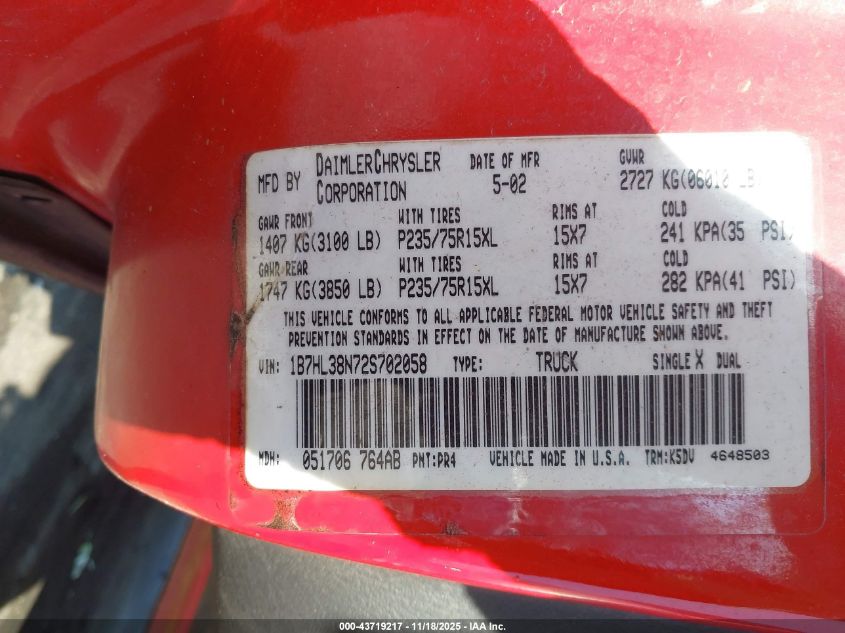 MFD BY DAIMLERCHRYSLER CORPORATION DATE OF MFR 5-02 GVWR 2727 KG(06010 LB
GAWR FRONT WITH TIRES RIMS AT COLD
1407 KG(3100 LB) P235/75R15XL 15X7 241 KPA(35 PSI)
GAWR REAR WITH TIRES RIMS AT COLD
1747 KG(3850 LB) P235/75R15XL 15X7 282 KPA(41 PSI)
THIS VEHICLE CONFORMS TO ALL APPLICABLE FEDERAL MOTOR VEHICLE SAFETY AND THEFT
PREVENTION STANDARDS IN EFFECT ON THE DATE OF MANUFACTURE SHOWN ABOVE.
VIN: 1B7HL38N72S702058 TYPE: TRUCK SINGLE X DUAL
MDH: 051706 764AB PNT:PR4 VEHICLE MADE IN U.S.A. TRM:K5DV 4648503
000-43719217 - 11/18/2025 - IAA Inc.